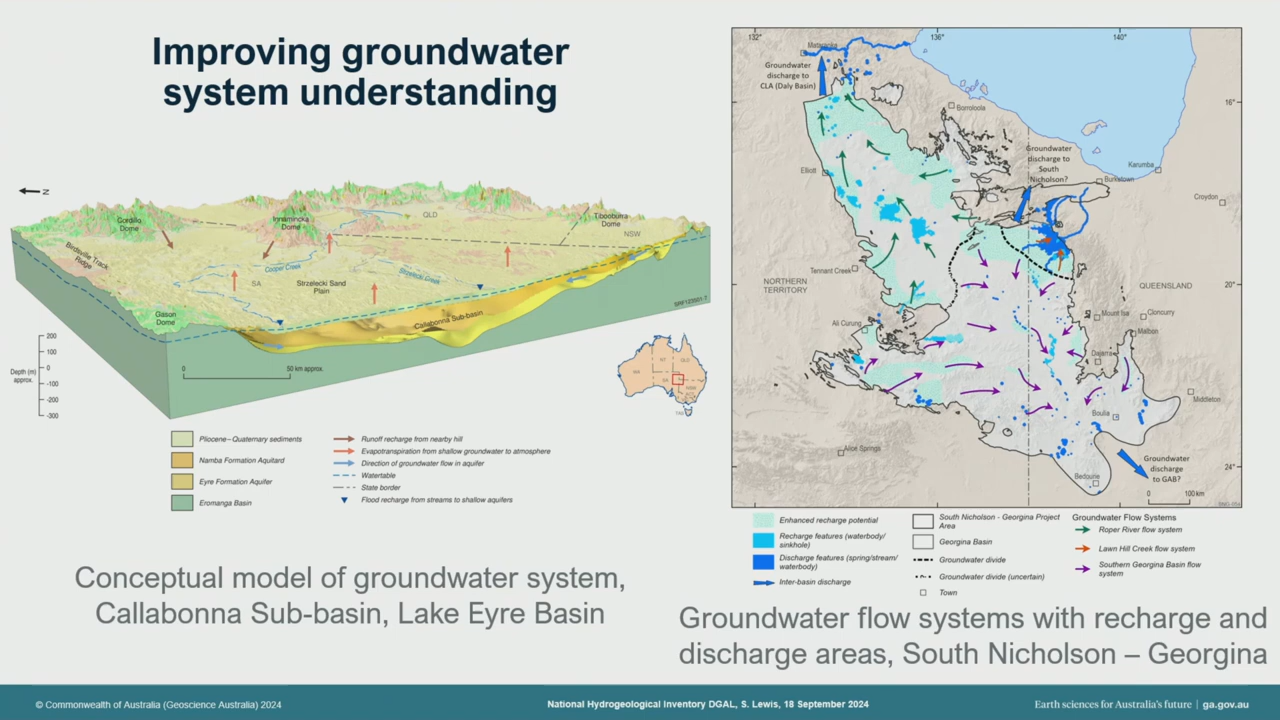 Improving groundwater
system understanding
N
Cordillo
Dome
Innamincka
Dome
QLD
Tibooburra
Dome
NSW
Birdsville Track
Ridge
Cooper Creek
SA
Strzelecki Sand
Plain
Strzelecki Creek
Gason
Dome
Callabonna Sub-basin
200
100
0
-100
-200
-300
Depth (m)
approx.
0
50 km approx.
WA
NT
QLD
SA
NSW
TAS
Pliocene–Quaternary sediments
Namba Formation Aquitard
Eyre Formation Aquifer
Eromanga Basin
Runoff recharge from nearby hill
Evapotranspiration from shallow groundwater to atmosphere
Direction of groundwater flow in aquifer
Watertable
State border
Flood recharge from streams to shallow aquifers
Conceptual model of groundwater system,
Callabonna Sub-basin, Lake Eyre Basin
132°
136°
140°
Mataranka
Groundwater
discharge to
CLA (Daly Basin)
16°
Borroloola
Groundwater
discharge to
South
Nicholson?
Karumba
Burketown
Elliott
Croydon
Tennant Creek
NORTHERN
TERRITORY
20°
QUEENSLAND
Mount Isa
Cloncurry
Ali Curung
Malbon
Dajarra
Middleton
Boulia
Alice Springs
Groundwater
discharge
to GAB?
24°
Bedourie
0
100 km
Enhanced recharge potential
Recharge features (waterbody/
sinkhole)
Discharge features (spring/stream/
waterbody)
Inter-basin discharge
South Nicholson - Georgina Project
Area
Georgina Basin
Groundwater divide
Groundwater divide (uncertain)
Town
Groundwater Flow Systems
Roper River flow system
Lawn Hill Creek flow system
Southern Georgina Basin flow
system
Groundwater flow systems with recharge and
discharge areas, South Nicholson – Georgina
© Commonwealth of Australia (Geoscience Australia) 2024
National Hydrogeological Inventory DGAL, S. Lewis, 18 September 2024
Earth sciences for Australia's future | ga.gov.au